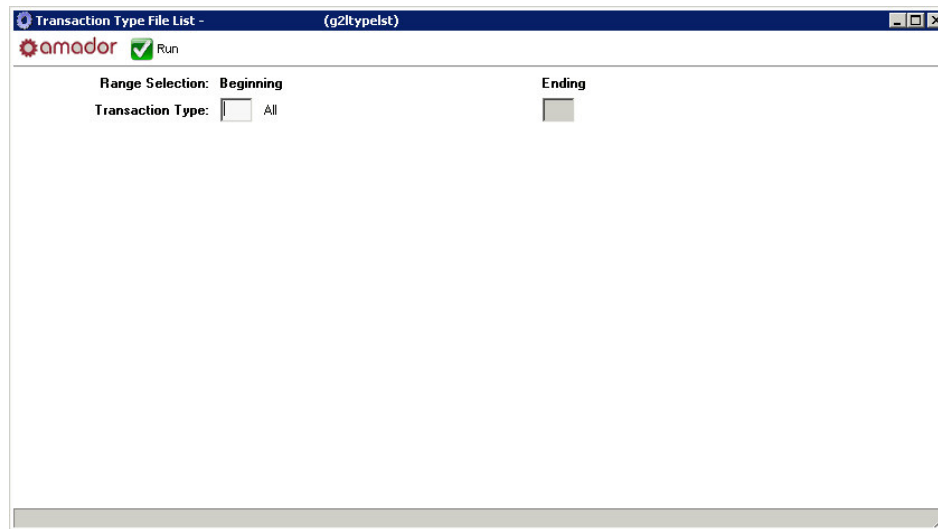 Transaction Type File List - (g2ltypelst)
amador Run
Range Selection: Beginning Ending
Transaction Type: All